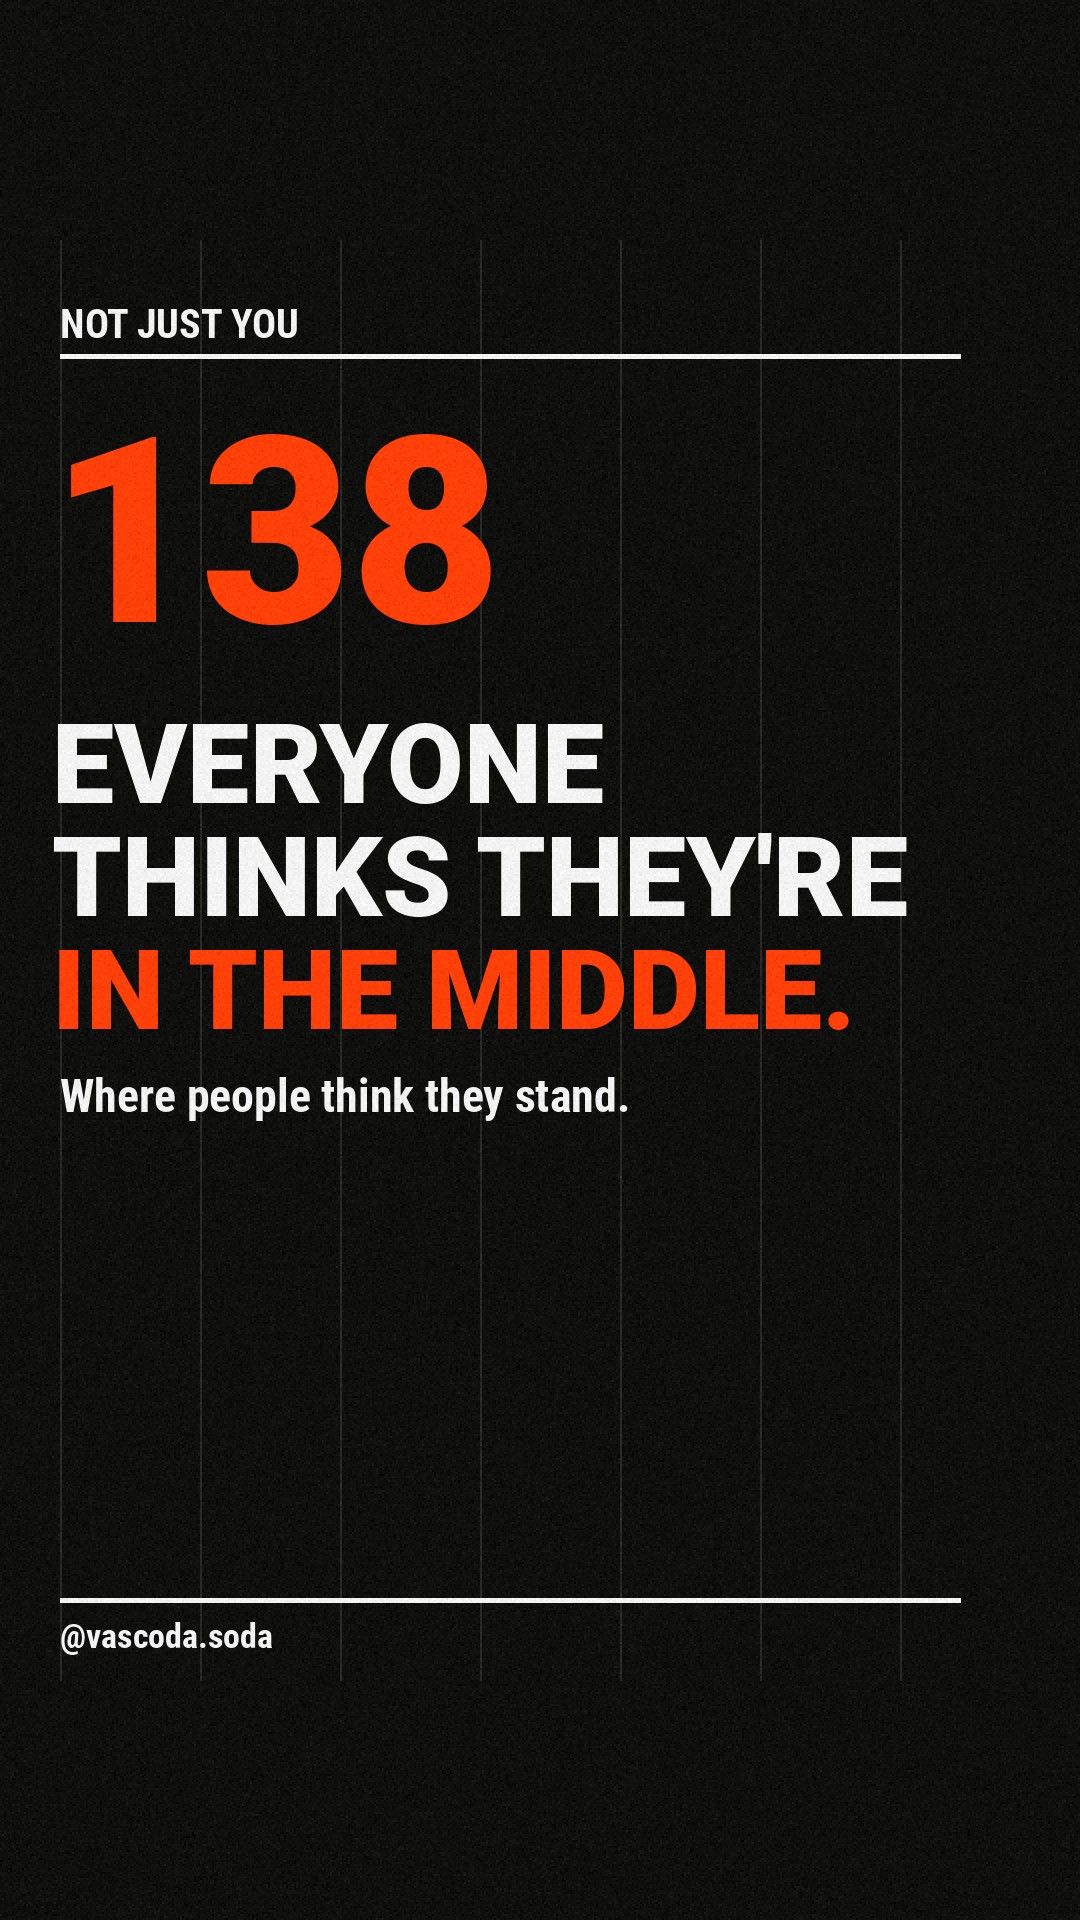 NOT JUST YOU
138
EVERYONE
THINKS THEY'RE
IN THE MIDDLE.
Where people think they stand.
@vascoda.soda